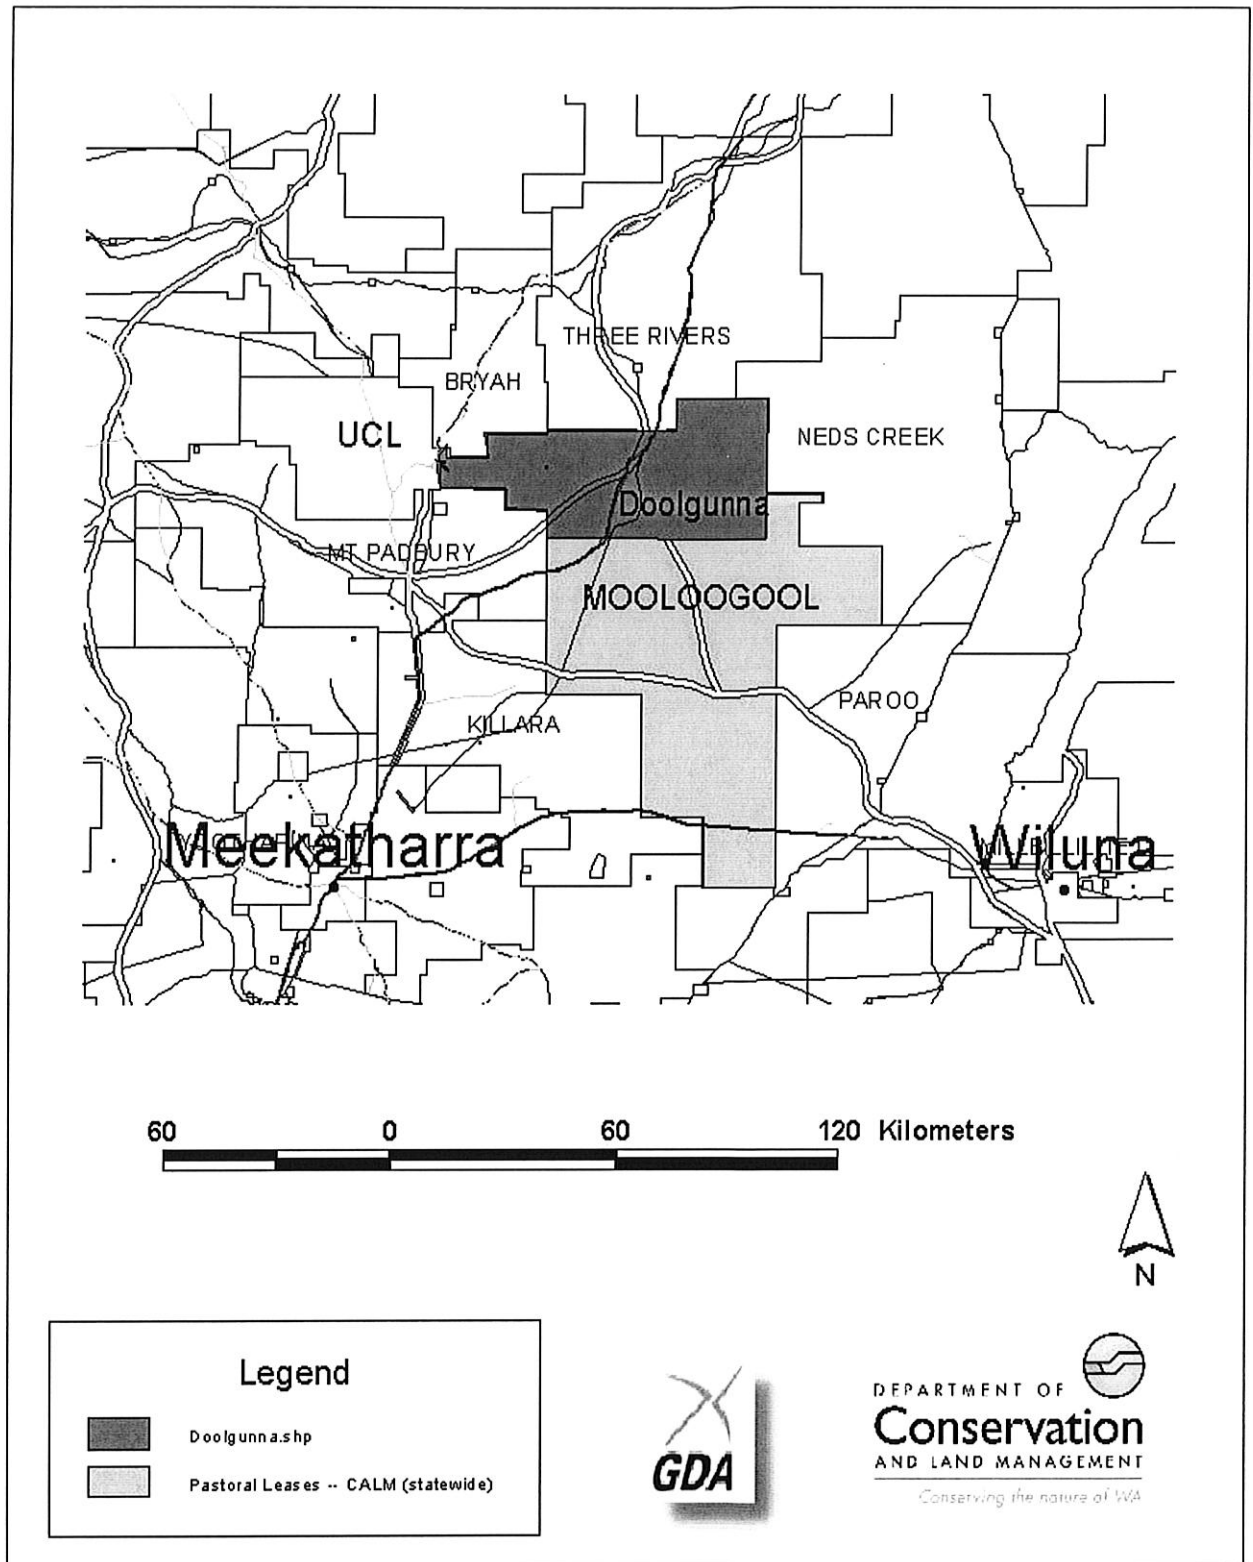 THREE RIVERS
BRYAH
UCL
NEDS CREEK
Doolgunna
MT PADBURY
MOOLOOGOOL
PAROO
KILLARA
Meekatharra
Wiluna
60 0 60 120 Kilometers
N
Legend
Doolgunna.shp
Pastoral Leases -- CALM (statewide)
GDA
DEPARTMENT OF
Conservation
AND LAND MANAGEMENT
Conserving the nature of WA